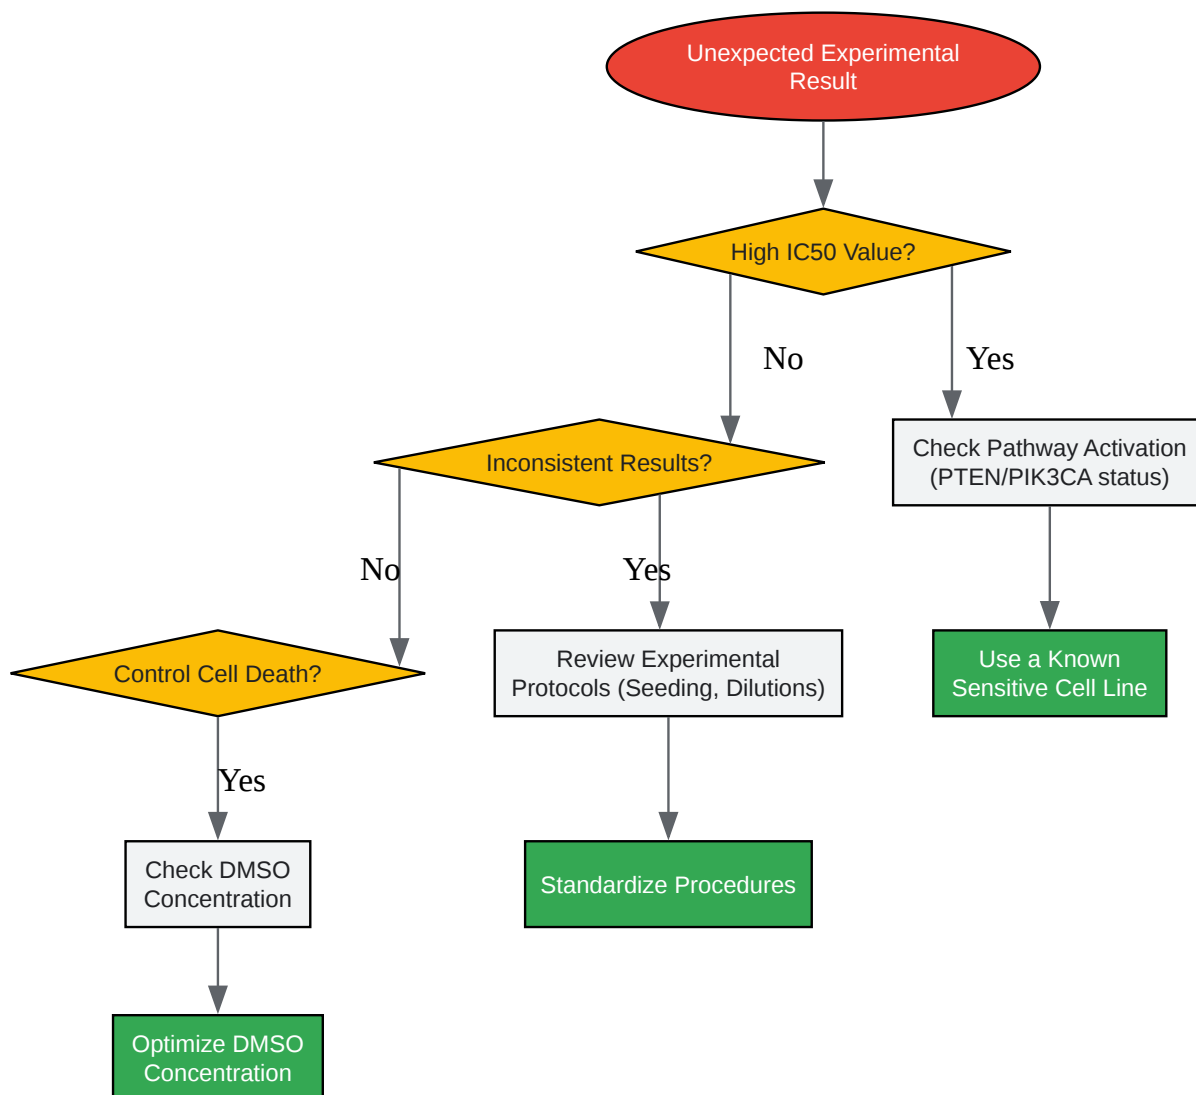 Unexpected Experimental
Result
High IC50 Value?
No
Yes
Inconsistent Results?
Check Pathway Activation
(PTEN/PIK3CA status)
No
Yes
Control Cell Death?
Review Experimental
Protocols (Seeding, Dilutions)
Use a Known
Sensitive Cell Line
Yes
Check DMSO
Concentration
Standardize Procedures
Optimize DMSO
Concentration